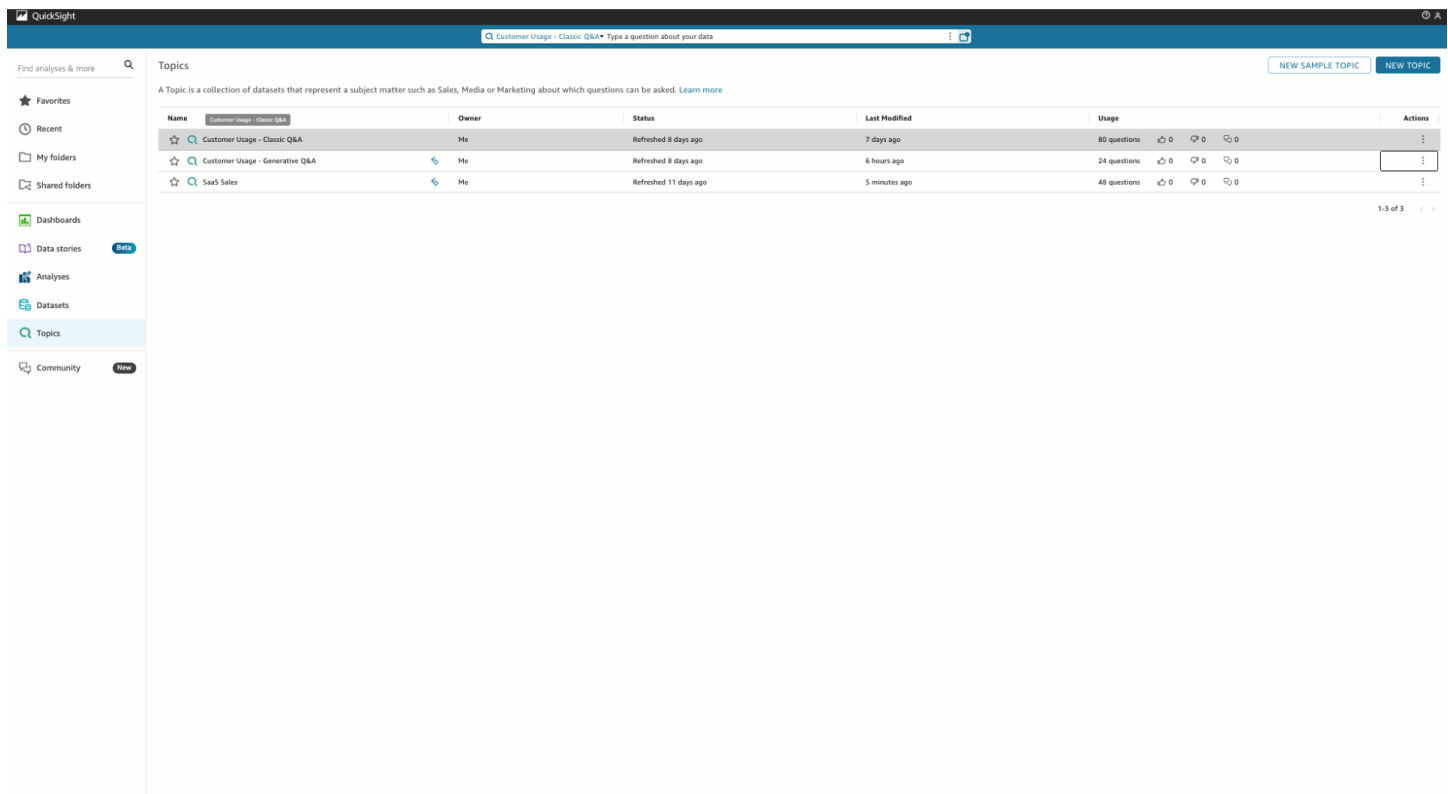 QuickSight
Customer Usage - Classic Q&A Type a question about your data
Find analyses & more
Favorites
Recent
My folders
Shared folders
Dashboards
Data stories Beta
Analyses
Datasets
Topics
Community New
Topics
NEW SAMPLE TOPIC NEW TOPIC
A Topic is a collection of datasets that represent a subject matter such as Sales, Media or Marketing about which questions can be asked. Learn more
Name Customer Usage - Classic Q&A Owner Status Last Modified Usage Actions
Customer Usage - Classic Q&A Me Refreshed 8 days ago 7 days ago 80 questions 0 0 0
Customer Usage - Generative Q&A Me Refreshed 8 days ago 6 hours ago 24 questions 0 0 0
SaaS Sales Me Refreshed 11 days ago 5 minutes ago 48 questions 0 0 0
1-3 of 3